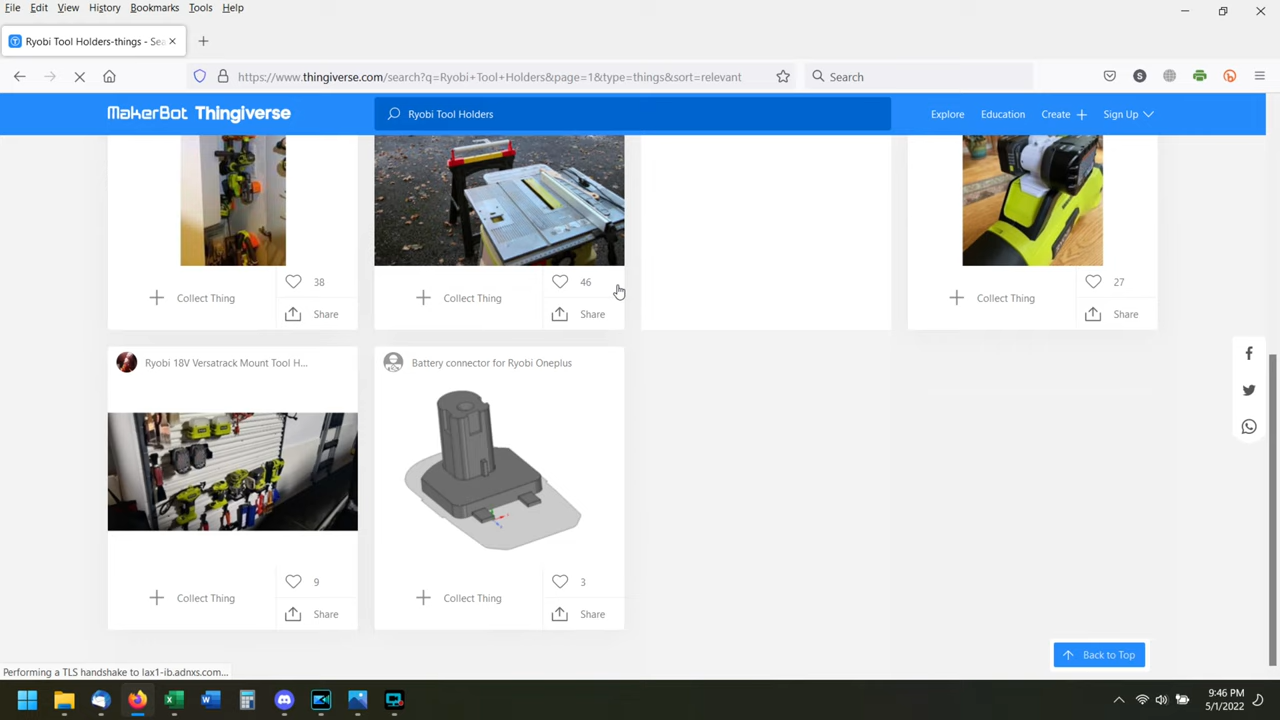 File Edit View History Bookmarks Tools Help
Ryobi Tool Holders-things - Sea
https://www.thingiverse.com/search?q=Ryobi+Tool+Holders&page=1&type=things&sort=relevant
Search
MakerBot Thingiverse
Ryobi Tool Holders
Explore Education Create Sign Up
Collect Thing 38 Share
Collect Thing 46 Share
Collect Thing 27 Share
Ryobi 18V Versatrack Mount Tool H...
Battery connector for Ryobi Oneplus
Collect Thing 9 Share
Collect Thing 3 Share
Back to Top
Performing a TLS handshake to lax1-ib.adnxs.com...
9:46 PM
5/1/2022